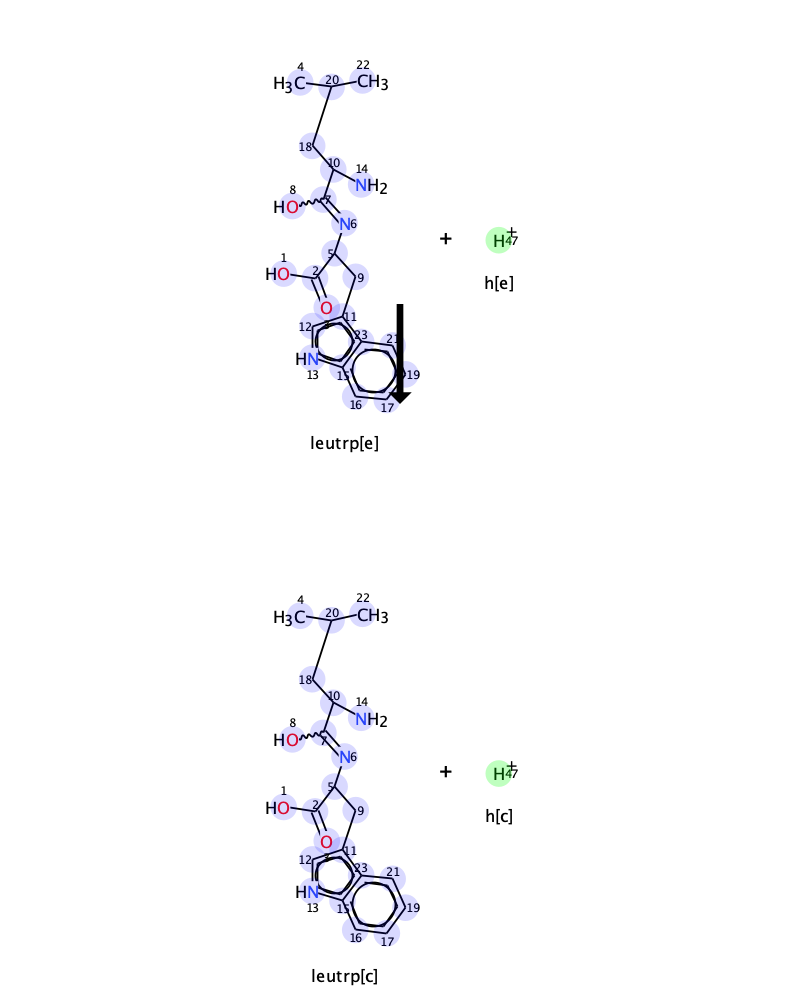 4 22
H3C 20 CH3
18
10 14
NH2
8 7
HO
N6
5
1 2 9
HO
O
3 11
12 23 21
HN
13 15 19
16 17
leutrp[e]
+
H+
47
h[e]
4 22
H3C 20 CH3
18
10 14
NH2
8 7
HO
N6
5
1 2 9
HO
O
3 11
12 23 21
HN
13 15 19
16 17
leutrp[c]
+
H+
47
h[c]